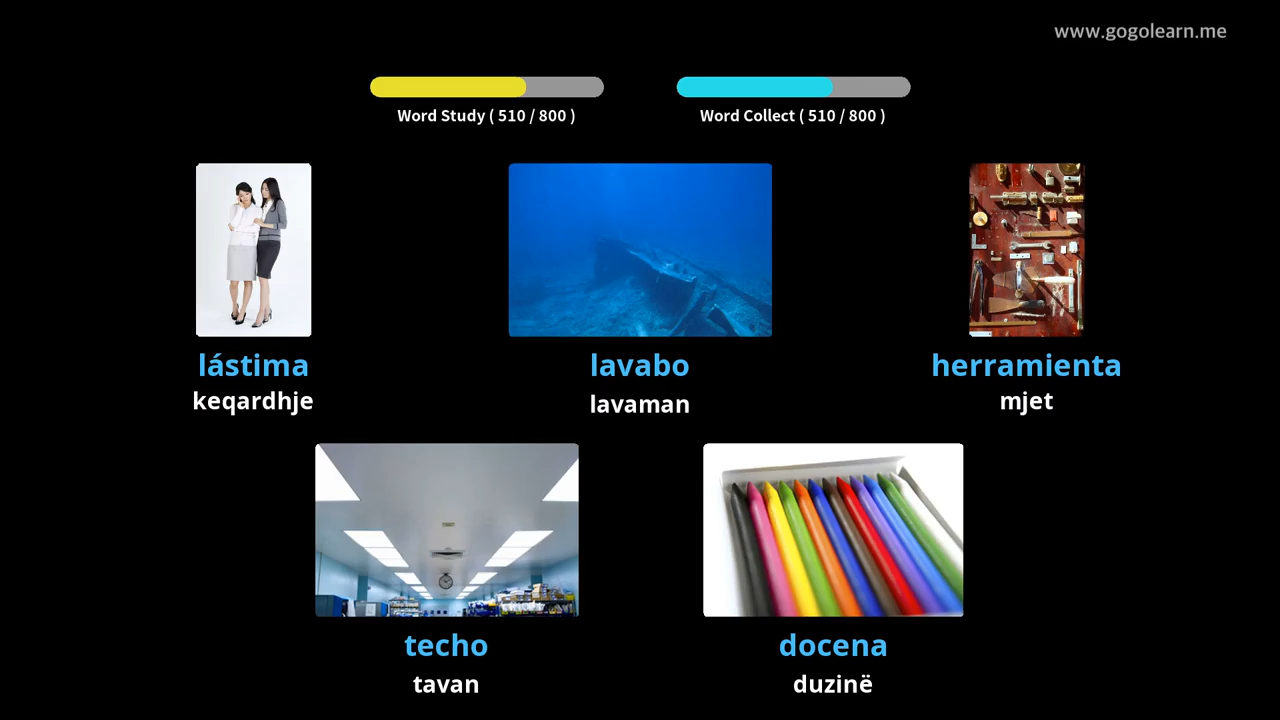 www.gogolearn.me
Word Study ( 510 / 800 )
Word Collect ( 510 / 800 )
lástima
keqardhje
lavabo
lavaman
herramienta
mjet
techo
tavan
docena
duzinë